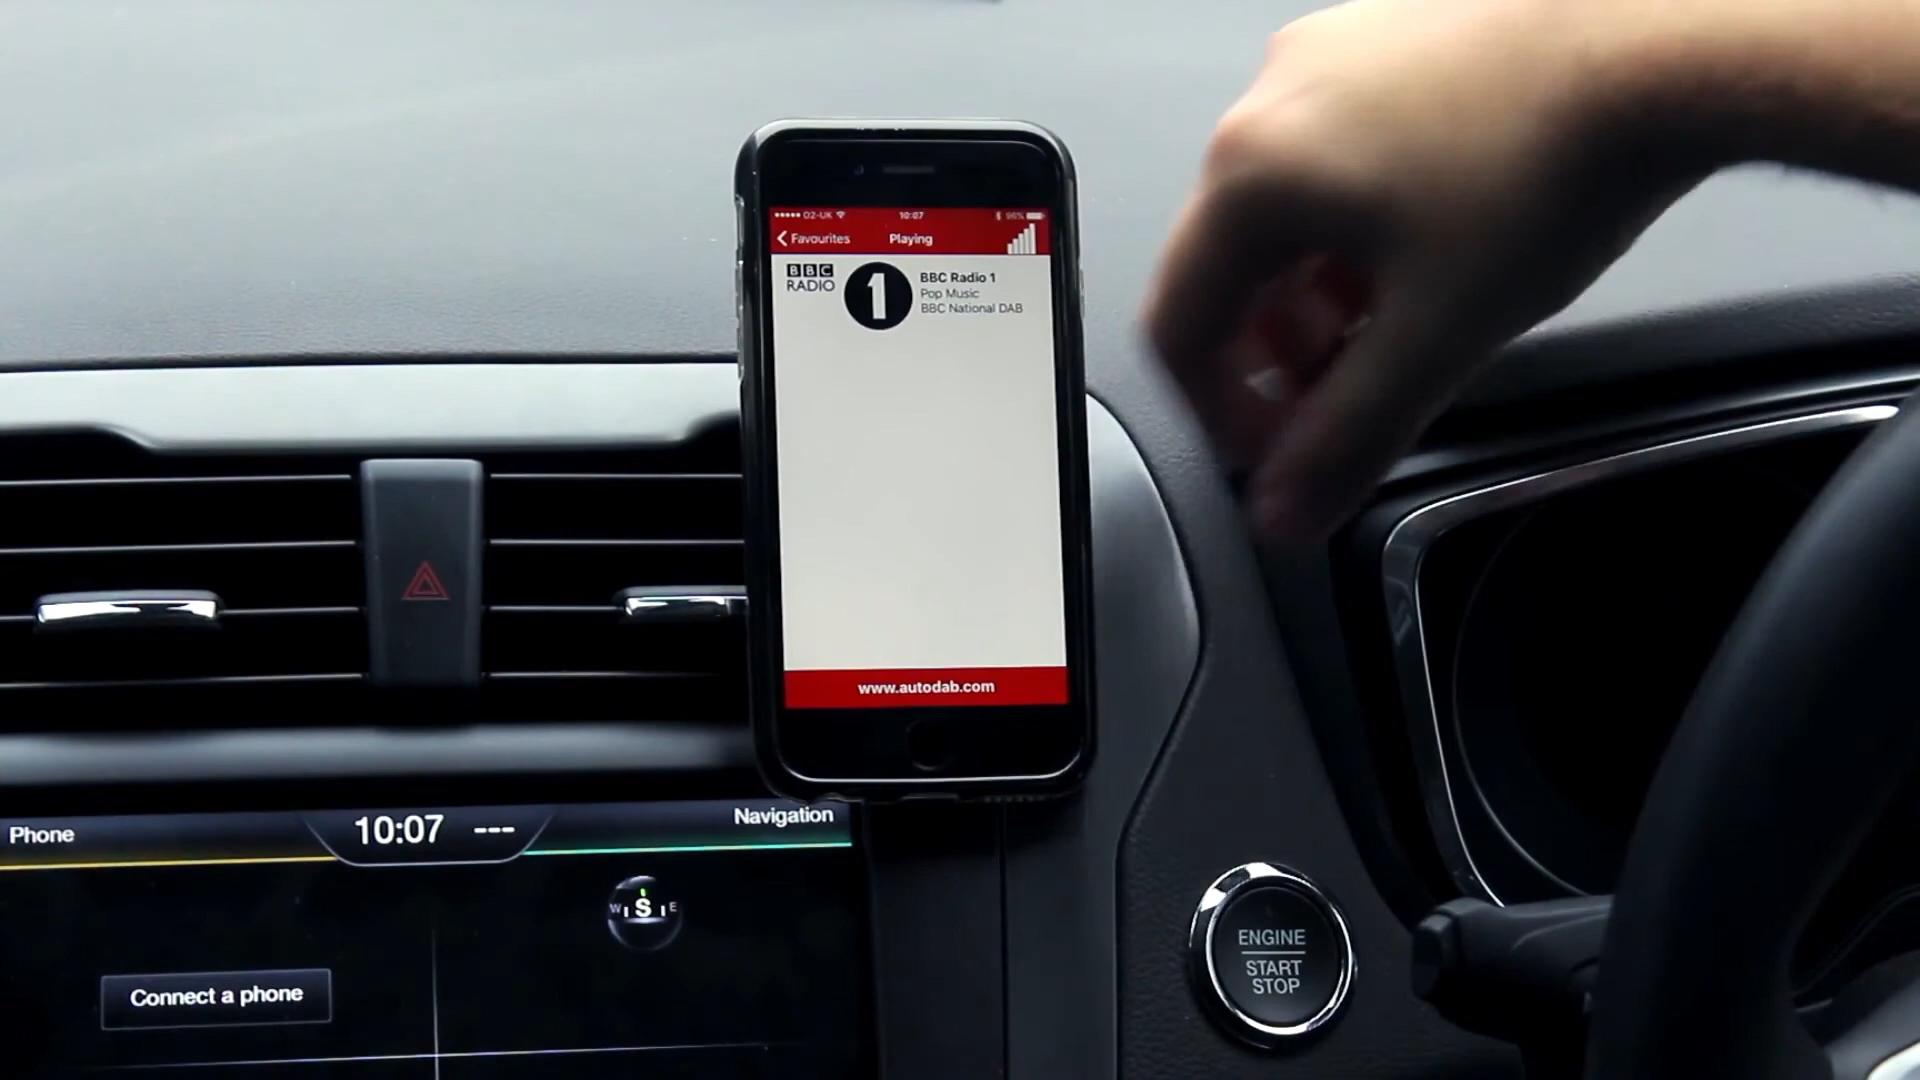 O2-UK 10:07 96%
Favourites Playing
BBC
RADIO
1
BBC Radio 1
Pop Music
BBC National DAB
www.autodab.com
Phone 10:07 --- Navigation
W S E
Connect a phone
ENGINE
START
STOP